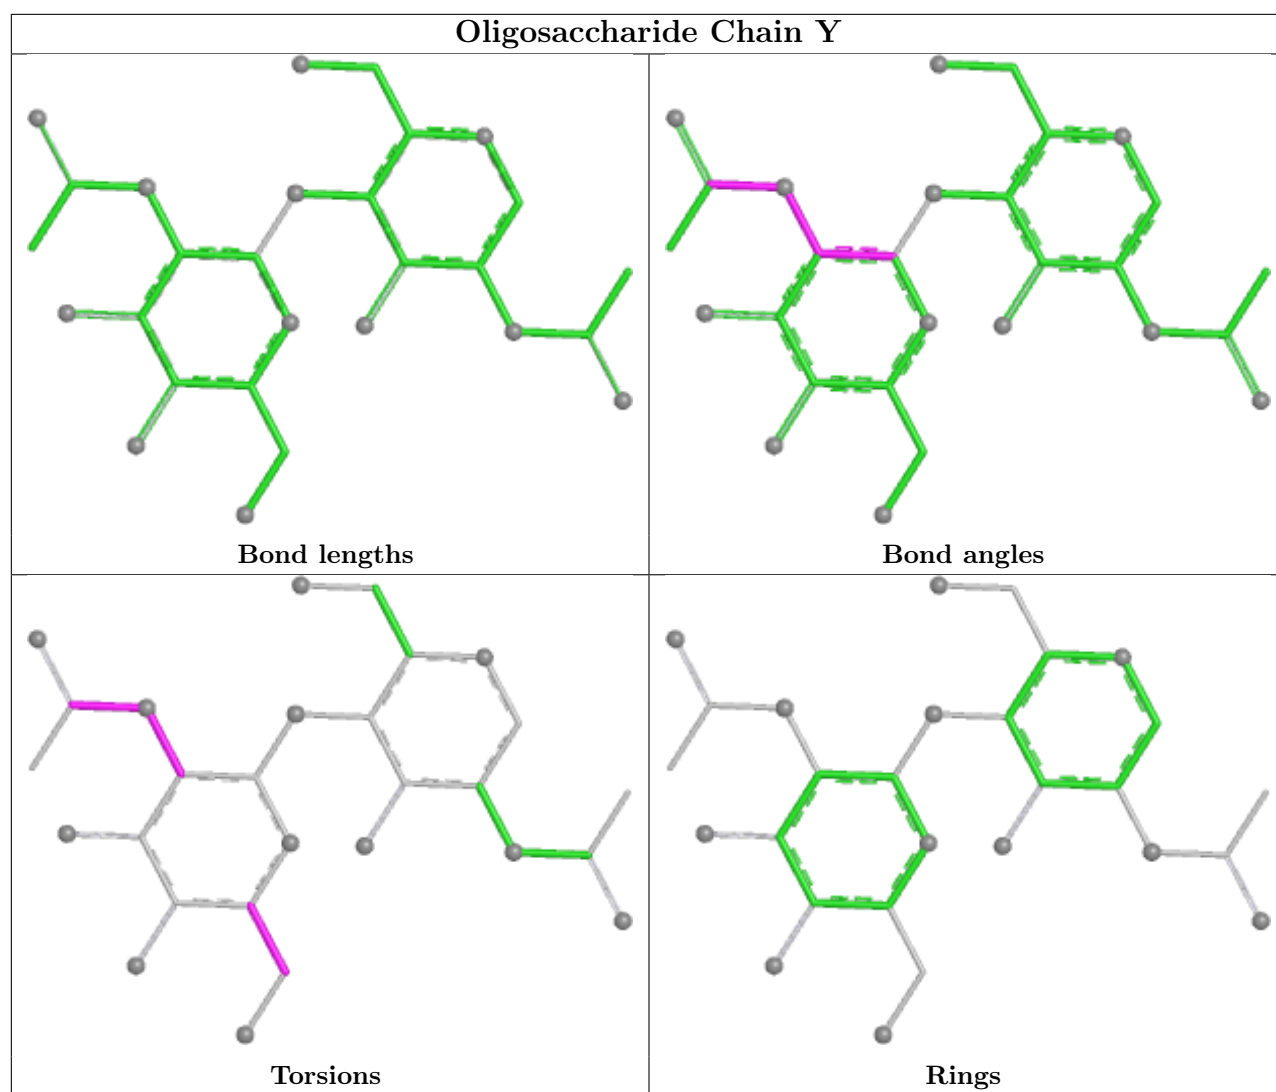 Oligosaccharide Chain Y
Bond lengths
Bond angles
Torsions
Rings